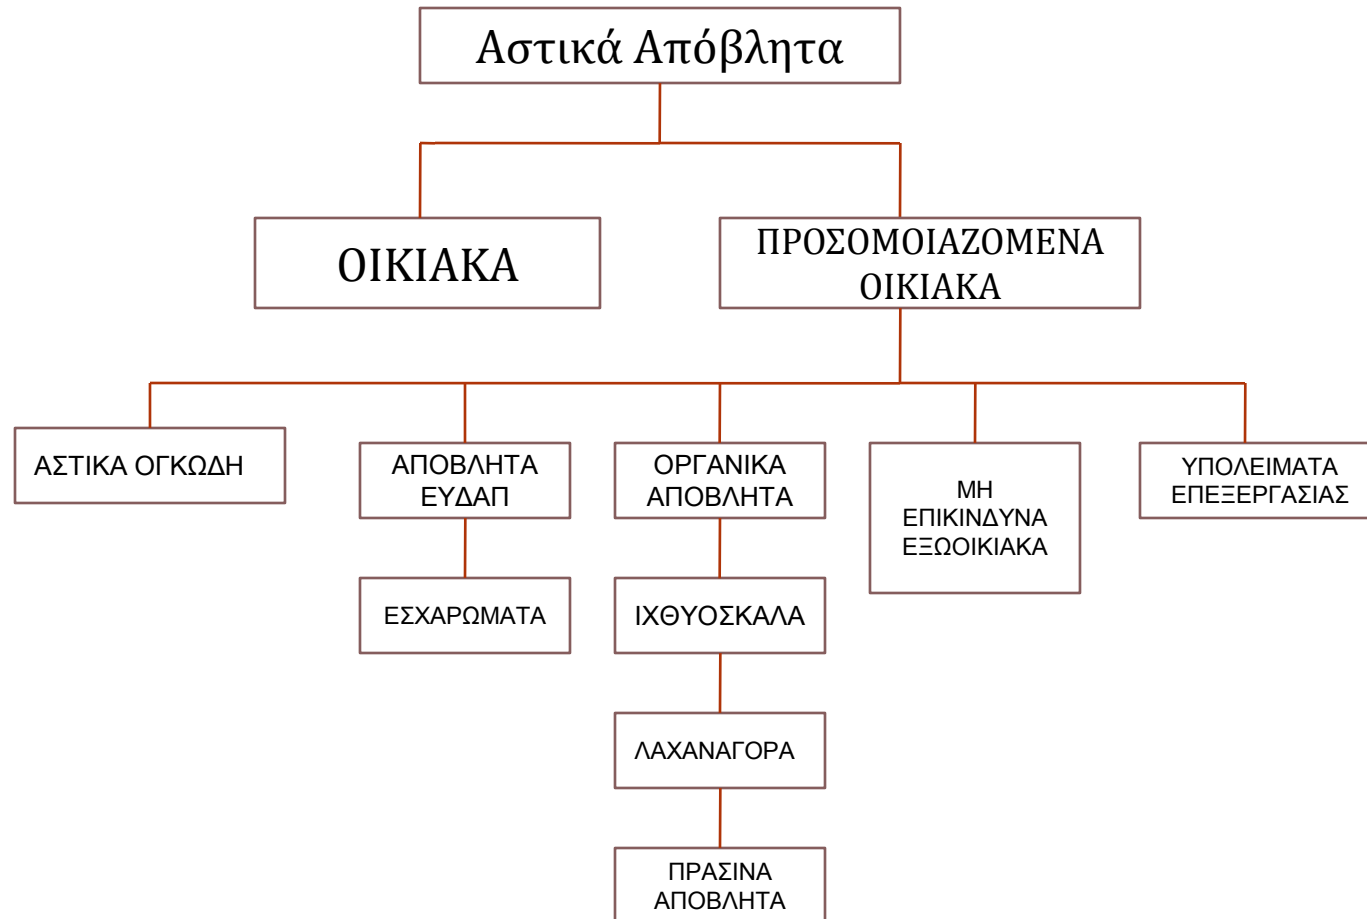 Αστικά Απόβλητα
ΟΙΚΙΑΚΑ
ΠΡΟΣΟΜΟΙΑΖΟΜΕΝΑ
ΟΙΚΙΑΚΑ
ΑΣΤΙΚΑ ΟΓΚΩΔΗ
ΑΠΟΒΛΗΤΑ
ΕΥΔΑΠ
ΟΡΓΑΝΙΚΑ
ΑΠΟΒΛΗΤΑ
ΜΗ
ΕΠΙΚΙΝΔΥΝΑ
ΕΞΩΟΙΚΙΑΚΑ
ΥΠΟΛΕΙΜΑΤΑ
ΕΠΕΞΕΡΓΑΣΙΑΣ
ΕΣΧΑΡΩΜΑΤΑ
ΙΧΘΥΟΣΚΑΛΑ
ΛΑΧΑΝΑΓΟΡΑ
ΠΡΑΣΙΝΑ
ΑΠΟΒΛΗΤΑ